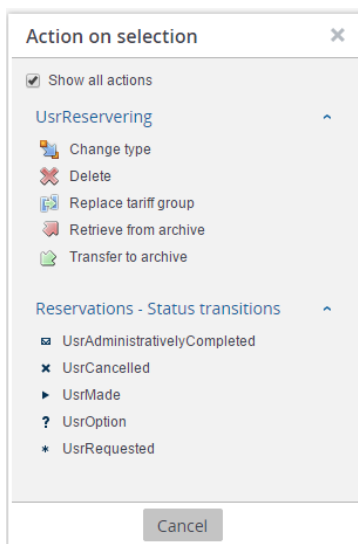 Action on selection
Show all actions
UsrReservering
Change type
Delete
Replace tariff group
Retrieve from archive
Transfer to archive
Reservations - Status transitions
UsrAdministrativelyCompleted
UsrCancelled
UsrMade
? UsrOption
* UsrRequested
Cancel